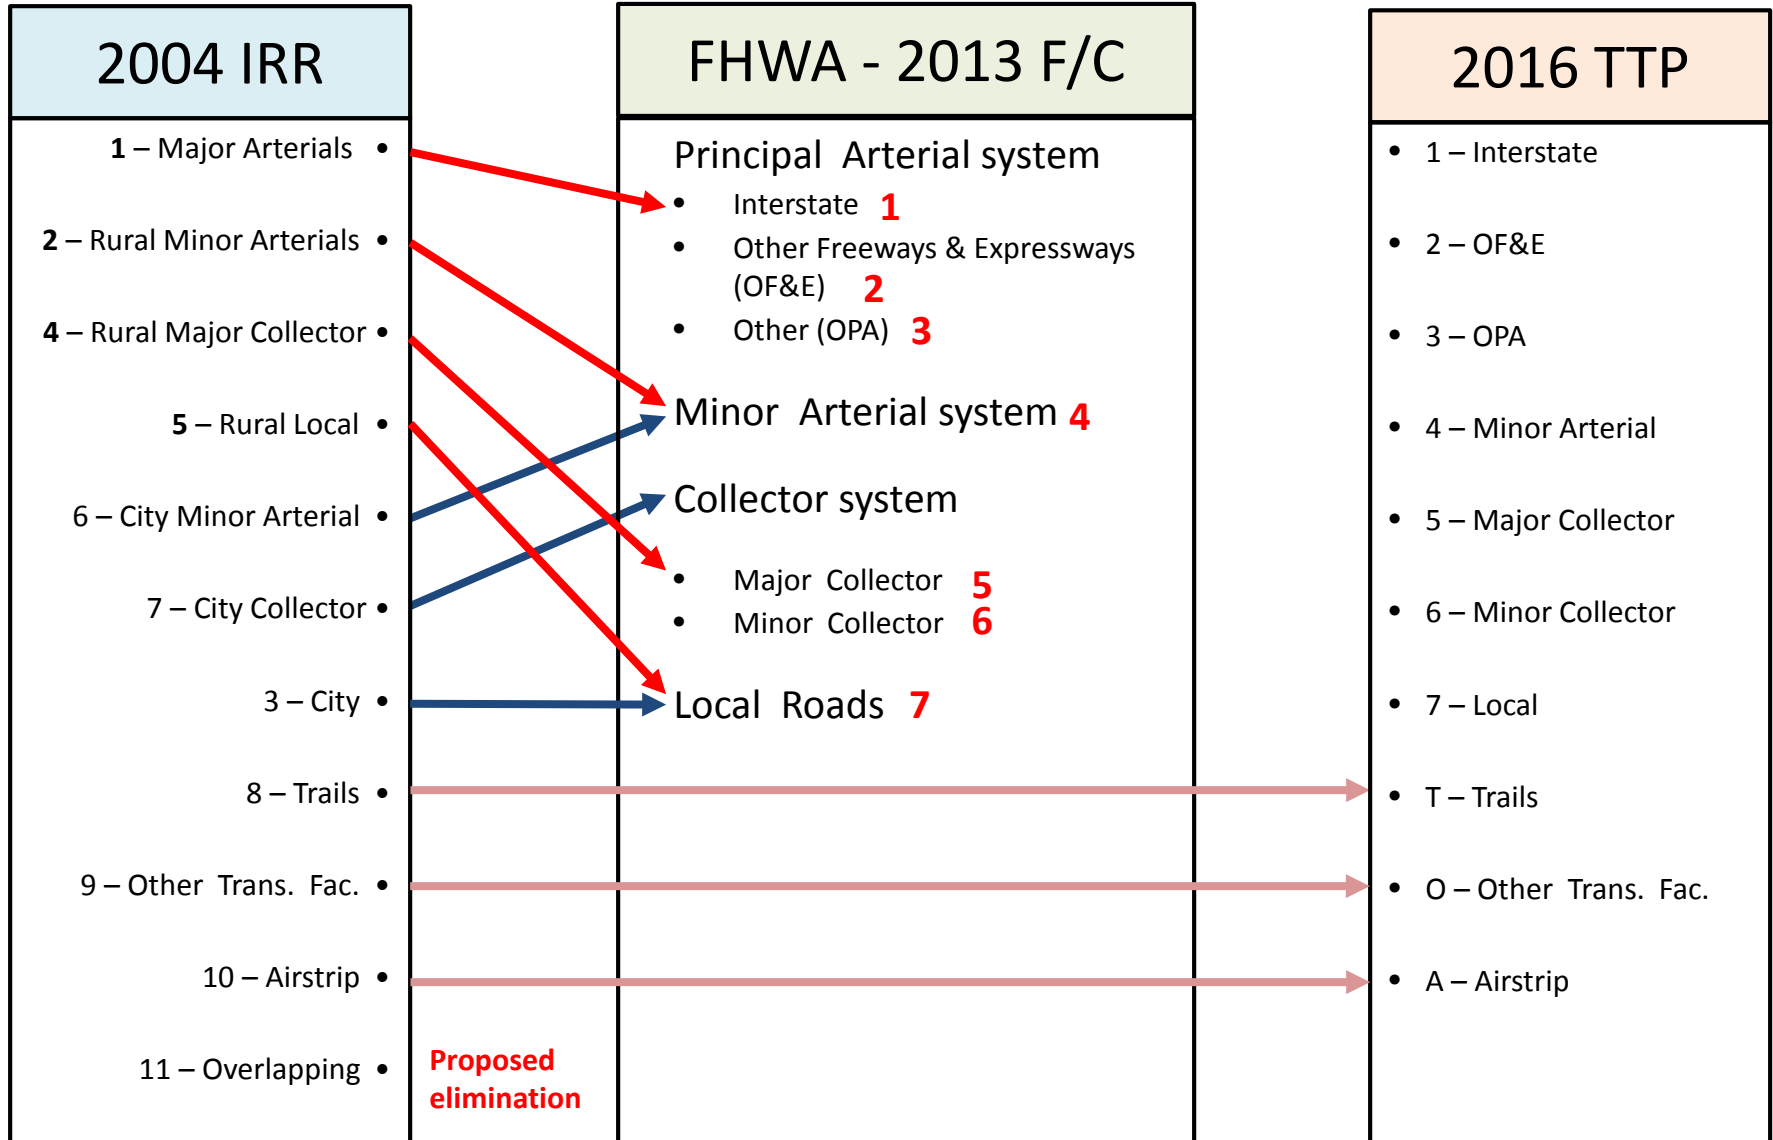 2004 IRR
1 – Major Arterials •
2 – Rural Minor Arterials •
4 – Rural Major Collector •
5 – Rural Local •
6 – City Minor Arterial •
7 – City Collector •
3 – City •
8 – Trails •
9 – Other Trans. Fac. •
10 – Airstrip •
11 – Overlapping •
Proposed
elimination
FHWA - 2013 F/C
Principal Arterial system
• Interstate 1
• Other Freeways & Expressways
(OF&E) 2
• Other (OPA) 3
Minor Arterial system 4
Collector system
• Major Collector 5
• Minor Collector 6
Local Roads 7
2016 TTP
• 1 – Interstate
• 2 – OF&E
• 3 – OPA
• 4 – Minor Arterial
• 5 – Major Collector
• 6 – Minor Collector
• 7 – Local
• T – Trails
• O – Other Trans. Fac.
• A – Airstrip